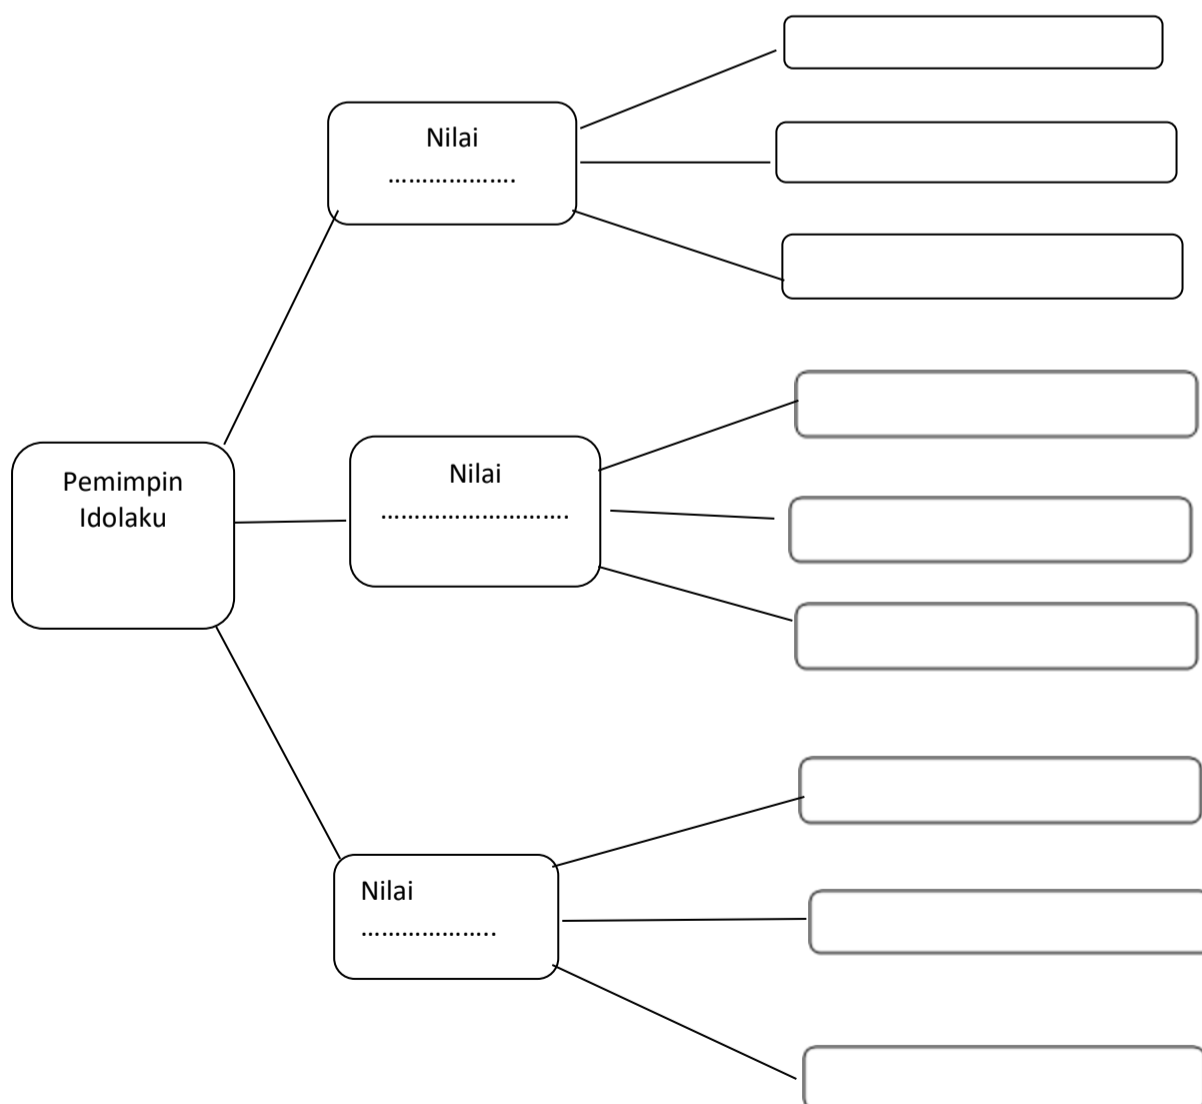 Nilai
……………….
Pemimpin
Idolaku
Nilai
……………………….
Nilai
………………..